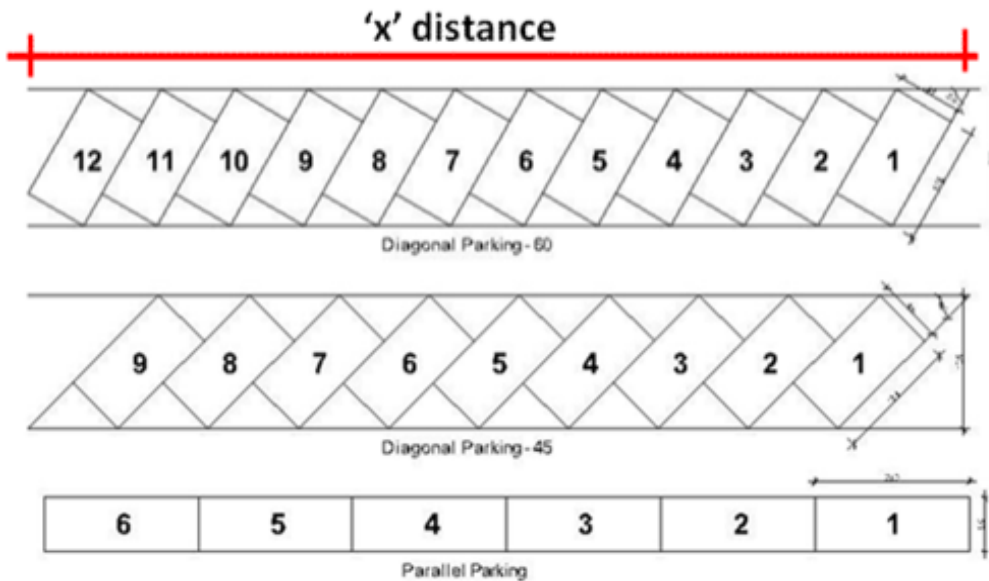 'x' distance
12 11 10 9 8 7 6 5 4 3 2 1
Diagonal Parking - 60
9 8 7 6 5 4 3 2 1
Diagonal Parking - 45
6 5 4 3 2 1
Parallel Parking